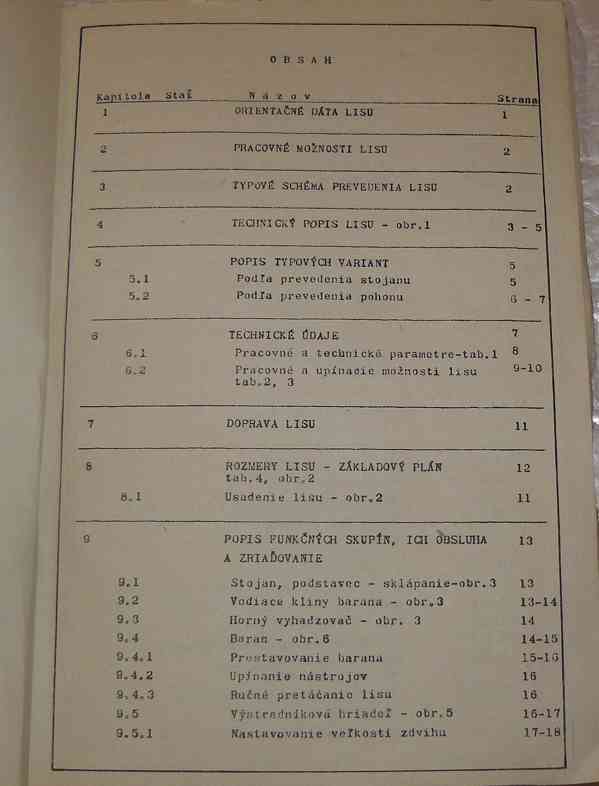 OBSAH
Kapitola Stať Názov Strana
1 ORIENTAČNÉ DÁTA LISU 1
2 PRACOVNÉ MOŽNOSTI LISU 2
3 TYPOVÉ SCHÉMA PREVEDENIA LISU 2
4 TECHNICKÝ POPIS LISU - obr.1 3 - 5
5 POPIS TYPOVÝCH VARIANT 5
5.1 Podľa prevedenia stojanu 5
5.2 Podľa prevedenia pohonu 6 - 7
6 TECHNICKÉ ÚDAJE 7
6.1 Pracovné a technické parametre-tab.1 8
6.2 Pracovné a upínacie možnosti lisu 9-10
tab.2, 3
7 DOPRAVA LISU 11
8 ROZMERY LISU - ZÁKLADOVÝ PLÁN 12
tab.4, obr.2
8.1 Usadenie lisu - obr.2 11
9 POPIS FUNKČNÝCH SKUPÍN, ICH OBSLUHA 13
A ZRIAĎOVANIE
9.1 Stojan, podstavec - sklápanie-obr.3 13
9.2 Vodiace kliny barana - obr.3 13-14
9.3 Horný vyhadzovač - obr. 3 14
9.4 Baran - obr.6 14-15
9.4.1 Prestavovanie barana 15-16
9.4.2 Upínanie nástrojov 16
9.4.3 Ručné pretáčanie lisu 16
9.5 Výstredníková hriadeľ - obr.5 16-17
9.5.1 Nastavovanie veľkosti zdvihu 17-18